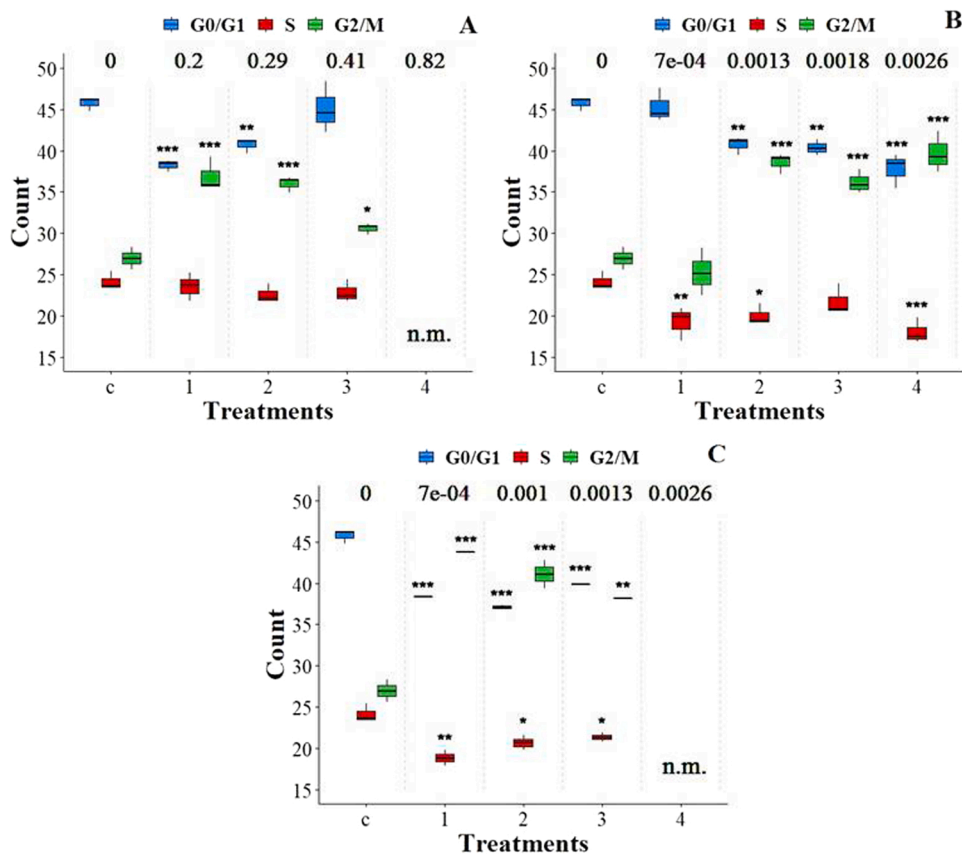 A
G0/G1 S G2/M
0 0.2 0.29 0.41 0.82
50
45
40
35
30
25
20
15
Count
*** *** ** *** *
n.m.
c 1 2 3 4
Treatments
B
G0/G1 S G2/M
0 7e-04 0.0013 0.0018 0.0026
50
45
40
35
30
25
20
15
Count
** ** *** * ** *** *** *** ***
c 1 2 3 4
Treatments
C
G0/G1 S G2/M
0 7e-04 0.001 0.0013 0.0026
50
45
40
35
30
25
20
15
Count
*** ** *** *** * *** *** * **
n.m.
c 1 2 3 4
Treatments